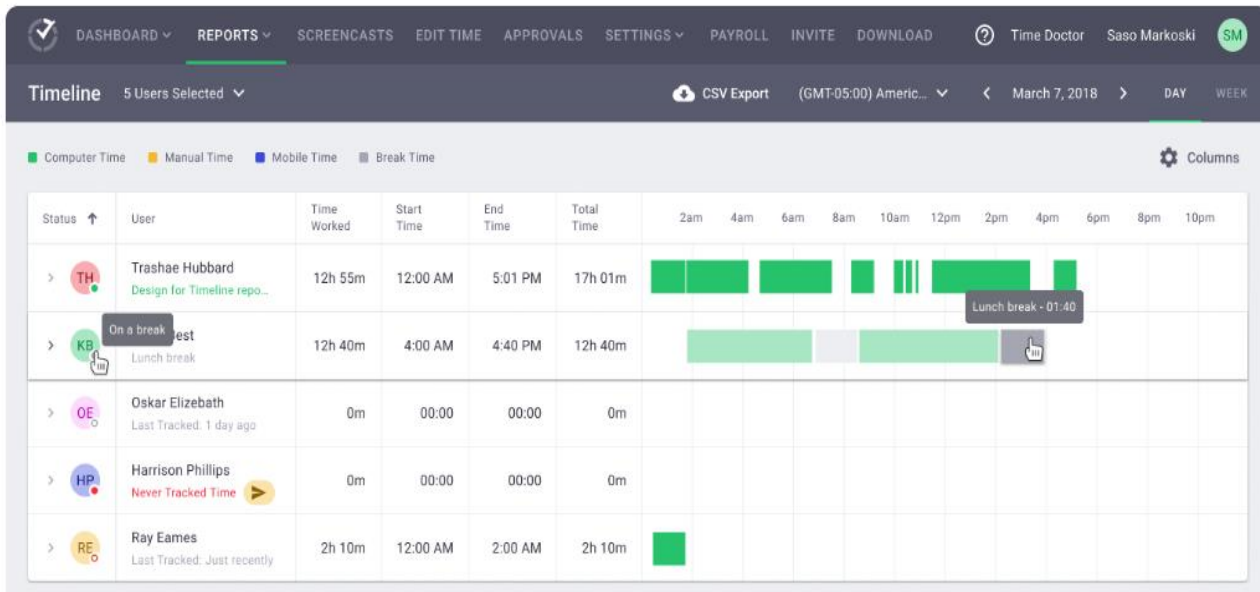 DASHBOARD REPORTS SCREENCASTS EDIT TIME APPROVALS SETTINGS PAYROLL INVITE DOWNLOAD ? Time Doctor Saso Markoski SM
Timeline 5 Users Selected CSV Export (GMT-05:00) Americ... < March 7, 2018 > DAY WEEK
Computer Time Manual Time Mobile Time Break Time Columns
Status User Time Worked Start Time End Time Total Time 2am 4am 6am 8am 10am 12pm 2pm 4pm 6pm 8pm 10pm
TH Trashae Hubbard 12h 55m 12:00 AM 5:01 PM 17h 01m
Design for Timeline repo...
Lunch break - 01:40
On a break
KB 12h 40m 4:00 AM 4:40 PM 12h 40m
Lunch break
OE Oskar Elizebath 0m 00:00 00:00 0m
Last Tracked: 1 day ago
HP Harrison Phillips 0m 00:00 00:00 0m
Never Tracked Time
RE Ray Eames 2h 10m 12:00 AM 2:00 AM 2h 10m
Last Tracked: Just recently